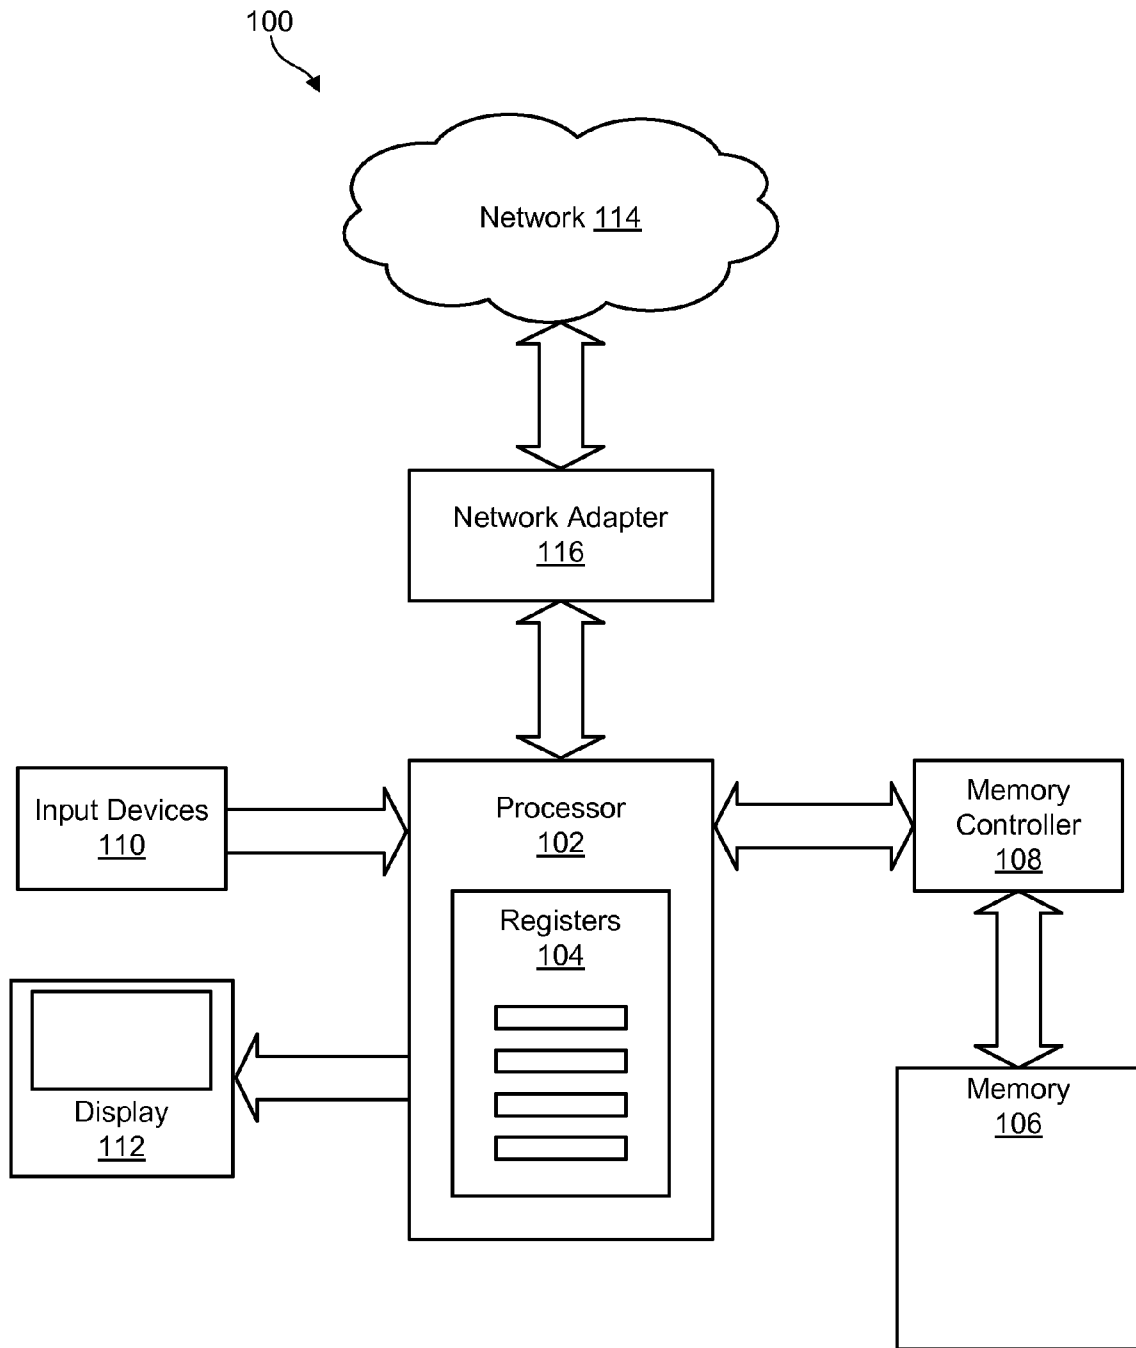 100
Network 114
Network Adapter
116
Input Devices
110
Processor
102
Memory
Controller
108
Registers
104
Display
112
Memory
106